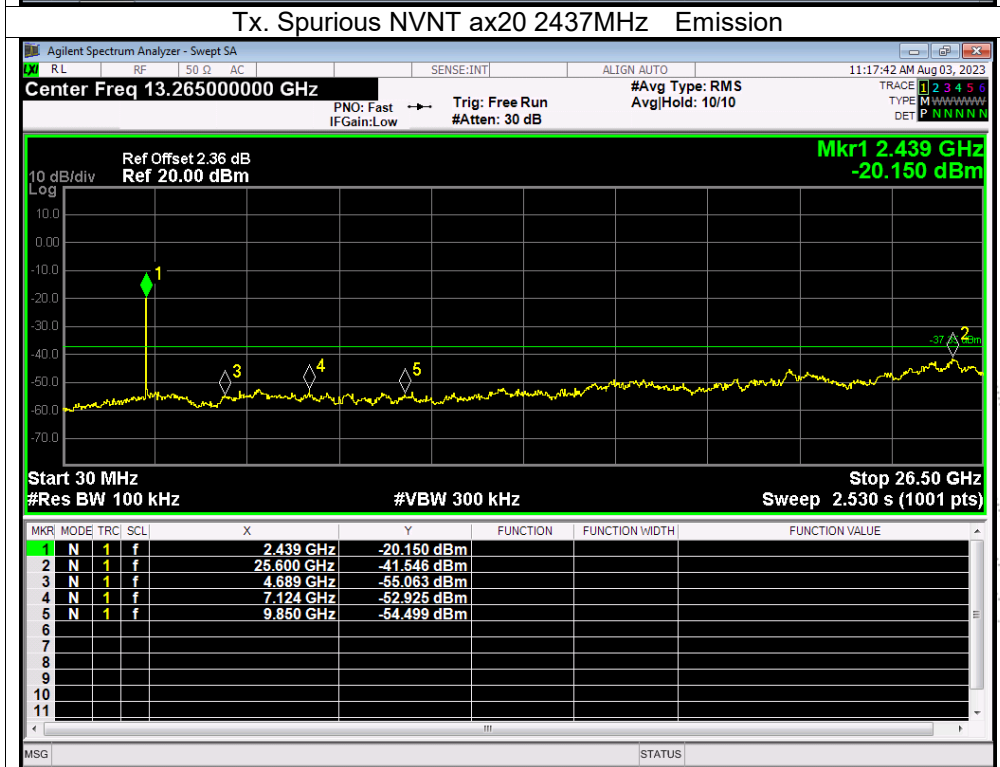 Tx. Spurious NVNT ax20 2437MHz Emission
Agilent Spectrum Analyzer - Swept SA
LXI RL RF 50 Ω AC SENSE:INT ALIGN AUTO 11:17:42 AM Aug 03, 2023
Center Freq 13.265000000 GHz #Avg Type: RMS TRACE 1 2 3 4 5 6
PNO: Fast Trig: Free Run Avg|Hold: 10/10 TYPE M WWWWW
IFGain:Low #Atten: 30 dB DET P N N N N N
Mkr1 2.439 GHz
Ref Offset 2.36 dB
10 dB/div Ref 20.00 dBm -20.150 dBm
Log
10.0
0.00
-10.0
1
-20.0
-30.0
2
-40.0
3 4 5
-50.0
-60.0
-70.0
Start 30 MHz Stop 26.50 GHz
#Res BW 100 kHz #VBW 300 kHz Sweep 2.530 s (1001 pts)
MKR MODE TRC SCL X Y FUNCTION FUNCTION WIDTH FUNCTION VALUE
1 N 1 f 2.439 GHz -20.150 dBm
2 N 1 f 25.600 GHz -41.546 dBm
3 N 1 f 4.689 GHz -55.063 dBm
4 N 1 f 7.124 GHz -52.925 dBm
5 N 1 f 9.850 GHz -54.499 dBm
6
7
8
9
10
11
MSG STATUS